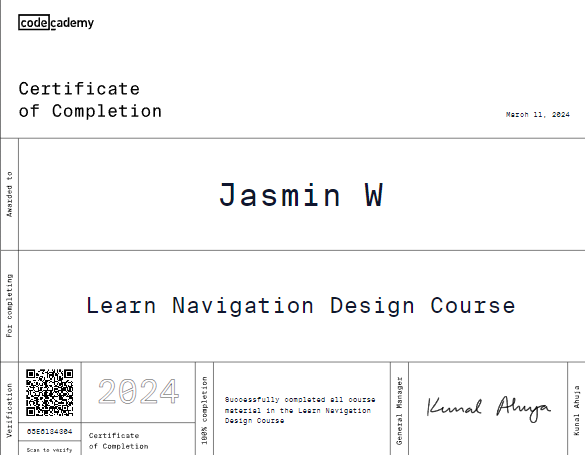 codecademy
Certificate
of Completion
March 11, 2024
Awarded to
Jasmin W
For completing
Learn Navigation Design Course
Verification
65E6134304
Scan to verify
2024
Certificate
of Completion
100% completion
Successfully completed all course
material in the Learn Navigation
Design Course
General Manager
Kunal Ahuja
Kunal Ahuja